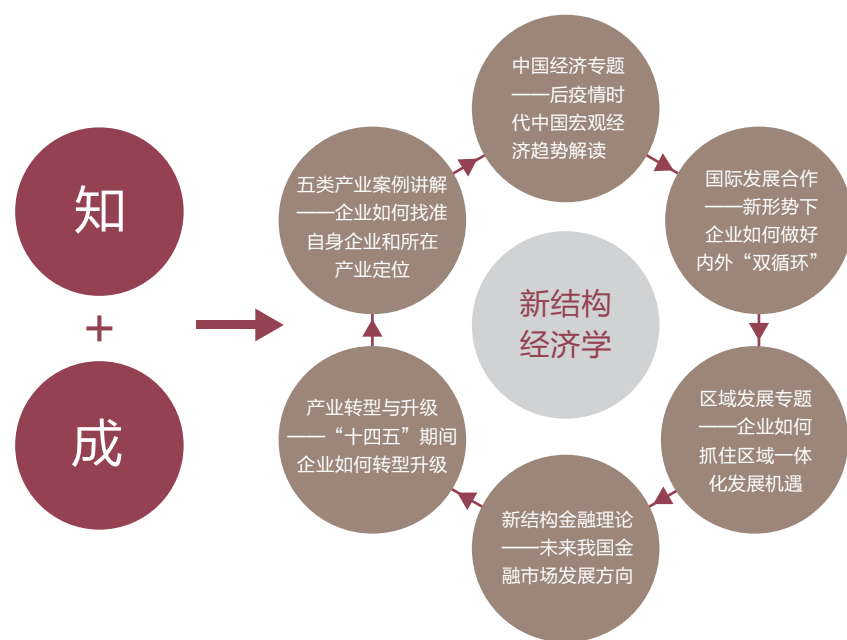 知
+
成
新结构
经济学
中国经济专题
——后疫情时
代中国宏观经
济趋势解读
国际发展合作
——新形势下
企业如何做好
内外“双循环”
区域发展专题
——企业如何
抓住区域一体
化发展机遇
新结构金融理论
——未来我国金
融市场发展方向
产业转型与升级
——“十四五”期间
企业如何转型升级
五类产业案例讲解
——企业如何找准
自身企业和所在
产业定位